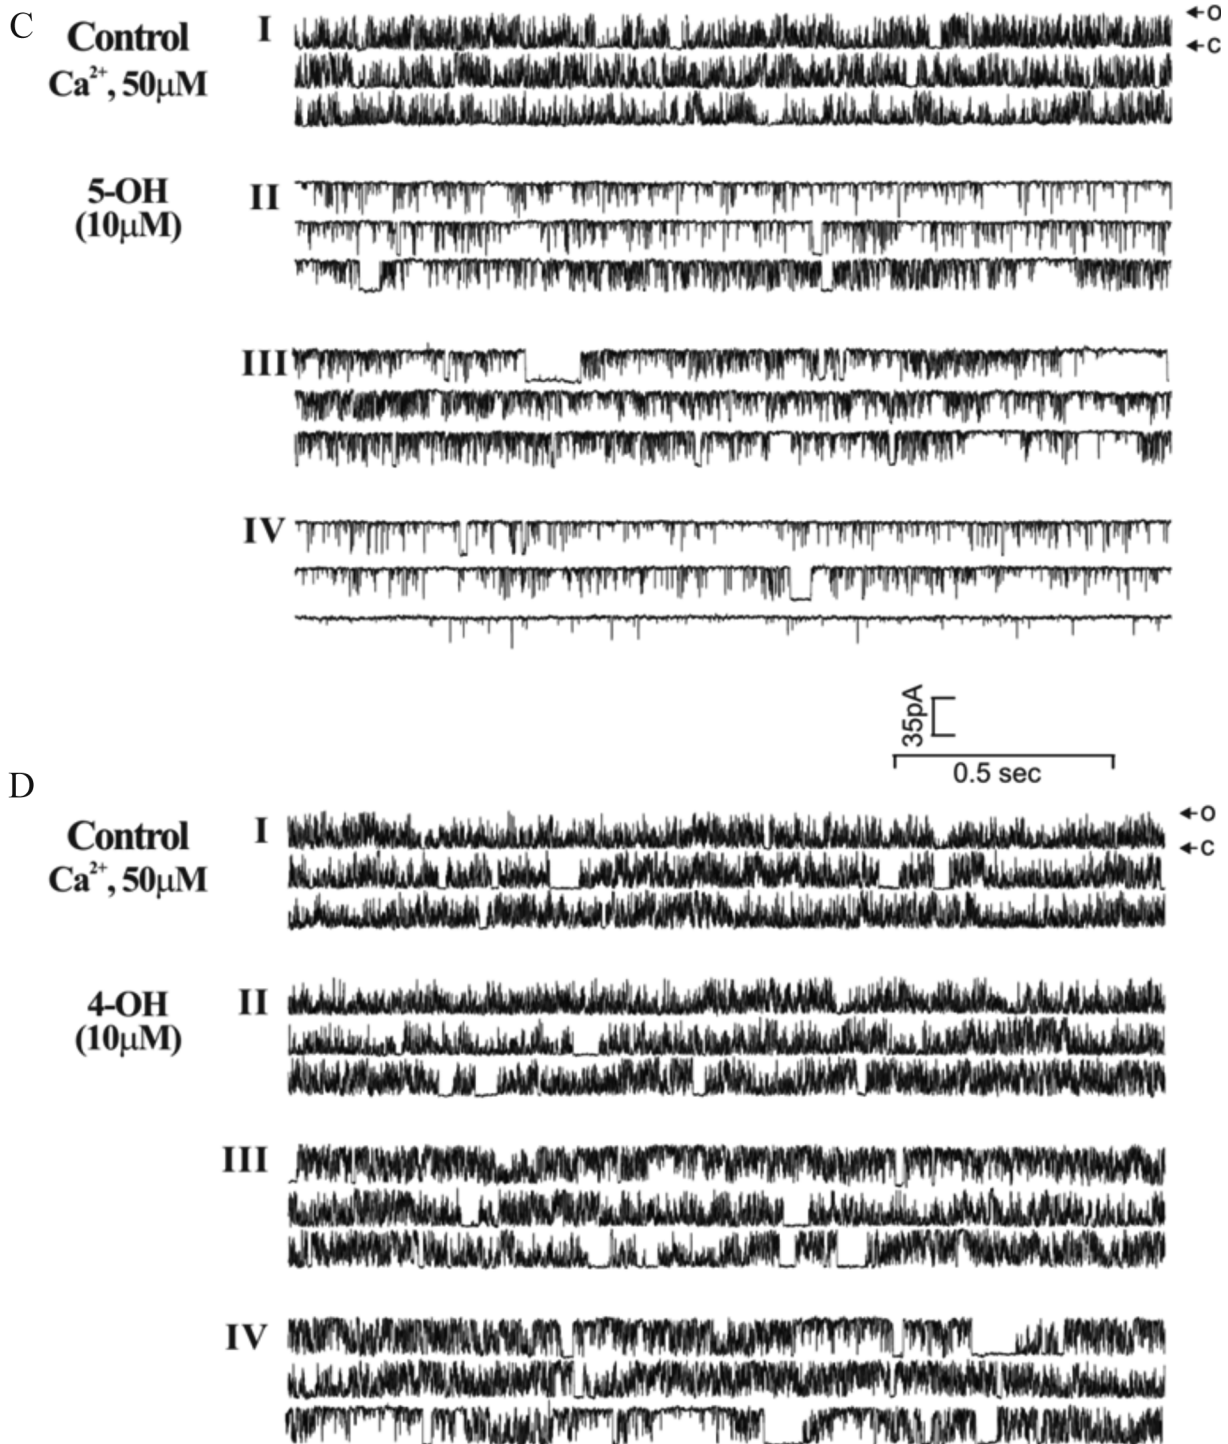 C
Control
Ca²⁺, 50μM
I
←O
←C
5-OH
(10μM)
II
III
IV
35pA
0.5 sec
D
Control
Ca²⁺, 50μM
I
←O
←C
4-OH
(10μM)
II
III
IV